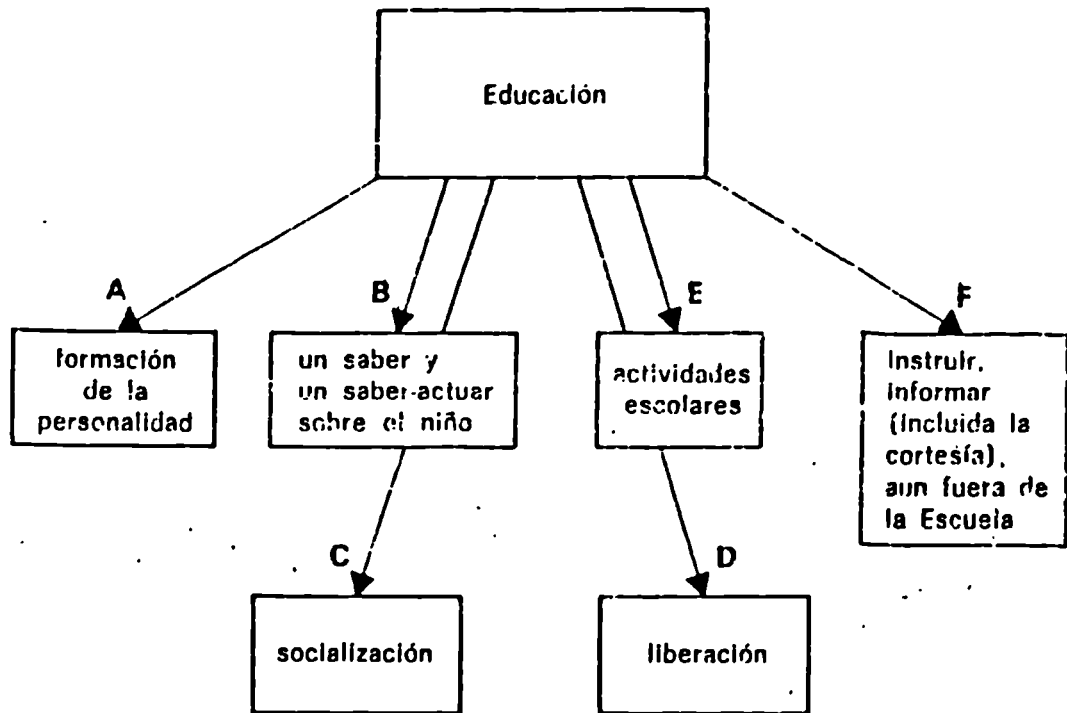 Educación
A
B
E
F
formación
de la
personalidad
un saber y
un saber-actuar
sobre el niño
actividades
escolares
Instruir,
informar
(incluida la
cortesía),
aun fuera de
la Escuela
C
D
socialización
liberación